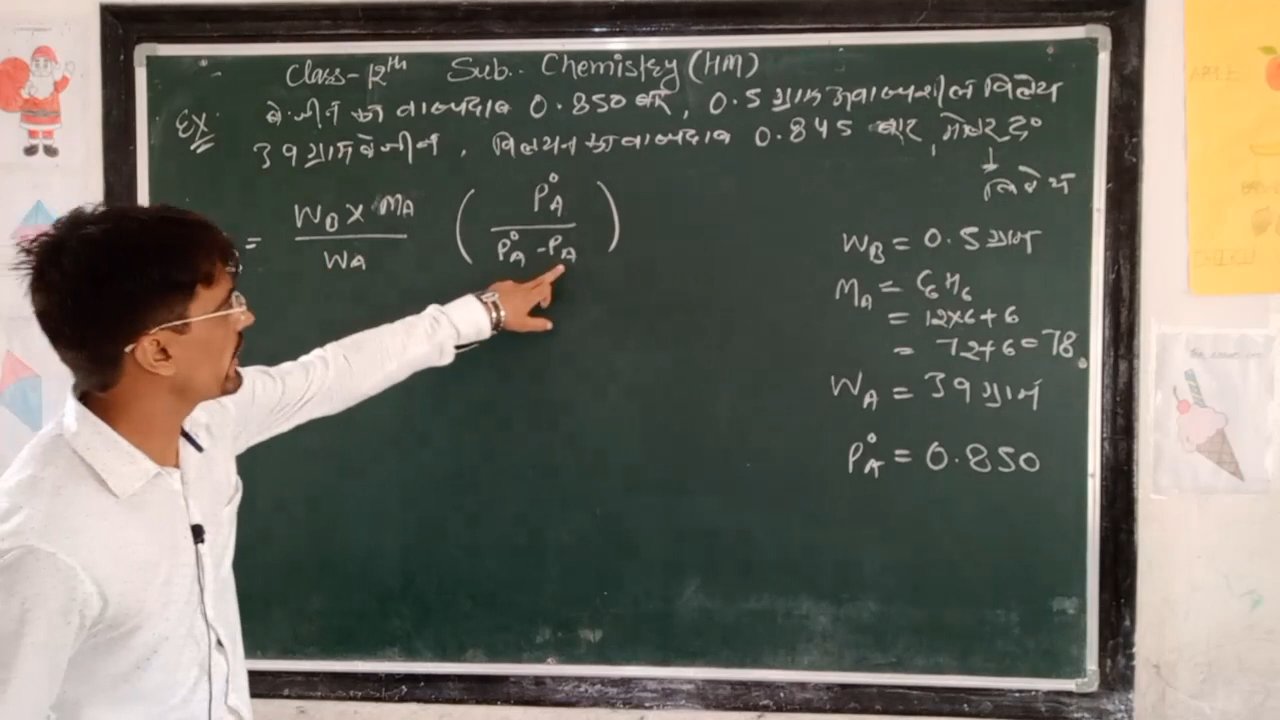 Class-12th Sub.. Chemistry (HM)
Ex. बेन्जीन का वाष्पदाब 0.850 बार, 0.5 ग्राम अवाष्पशील विलेय
39 ग्राम बेन्जीन, विलयन का वाष्पदाब 0.845 बार, मोलर द्र०
↓
विलेय
= WB × MA / WA ( P°A / P°A - PA )
WB = 0.5 ग्राम
MA = C6H6
= 12×6+6
= 72+6=78
WA = 39 ग्राम
P°A = 0.850